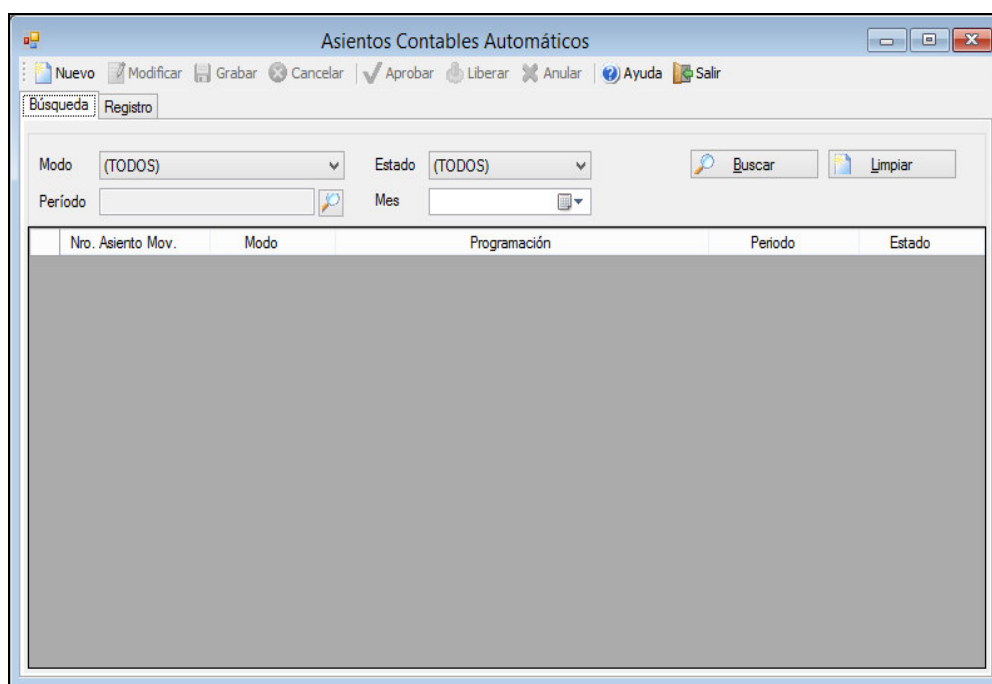 Asientos Contables Automáticos
Nuevo Modificar Grabar Cancelar Aprobar Liberar Anular Ayuda Salir
Búsqueda Registro
Modo (TODOS) Estado (TODOS) Buscar Limpiar
Período Mes
Nro. Asiento Mov. Modo Programación Periodo Estado